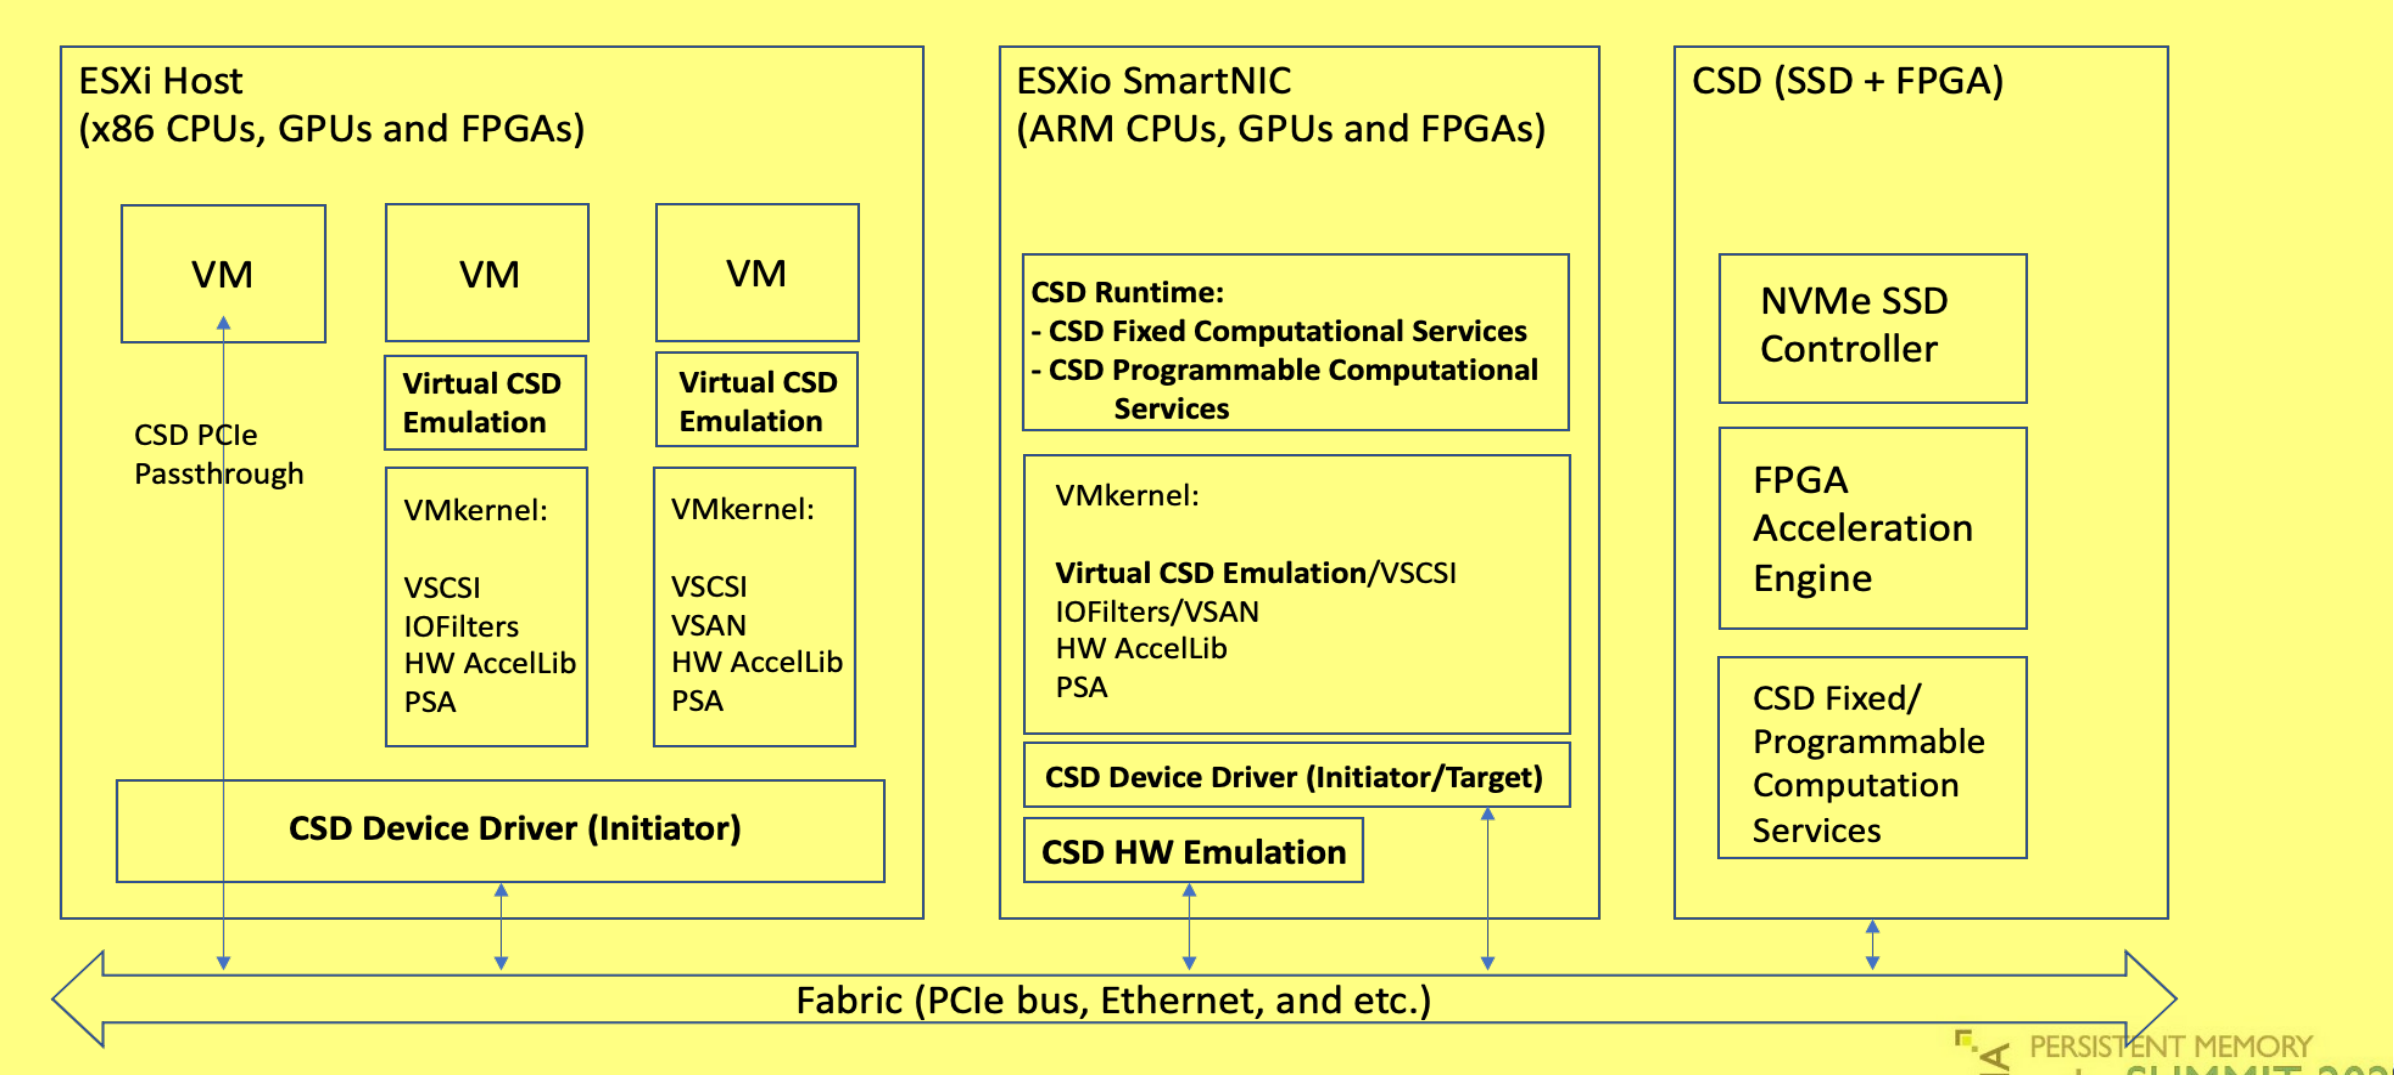 ESXi Host
(x86 CPUs, GPUs and FPGAs)
VM
VM
VM
Virtual CSD
Emulation
Virtual CSD
Emulation
CSD PCIe
Passthrough
VMkernel:
VSCSI
IOFilters
HW AccelLib
PSA
VMkernel:
VSCSI
VSAN
HW AccelLib
PSA
CSD Device Driver (Initiator)
ESXio SmartNIC
(ARM CPUs, GPUs and FPGAs)
CSD Runtime:
- CSD Fixed Computational Services
- CSD Programmable Computational
Services
VMkernel:
Virtual CSD Emulation/VSCSI
IOFilters/VSAN
HW AccelLib
PSA
CSD Device Driver (Initiator/Target)
CSD HW Emulation
CSD (SSD + FPGA)
NVMe SSD
Controller
FPGA
Acceleration
Engine
CSD Fixed/
Programmable
Computation
Services
Fabric (PCIe bus, Ethernet, and etc.)
PERSISTENT MEMORY
SUMMIT